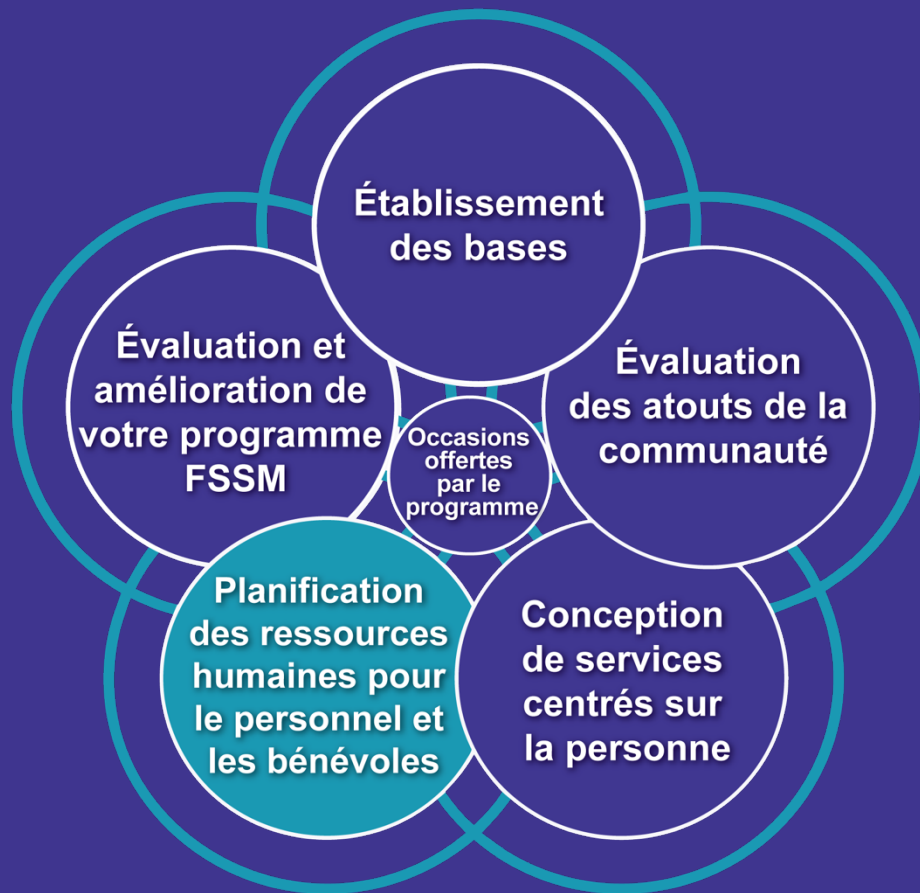 Établissement
des bases
Évaluation et
amélioration de
votre programme
FSSM
Évaluation
des atouts de la
communauté
Occasions
offertes
par le
programme
Planification
des ressources
humaines pour
le personnel et
les bénévoles
Conception
de services
centrés sur
la personne